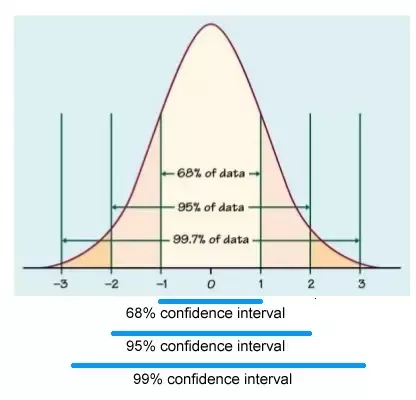 68% of data
95% of data
99.7% of data
-3 -2 -1 0 1 2 3
68% confidence interval
95% confidence interval
99% confidence interval